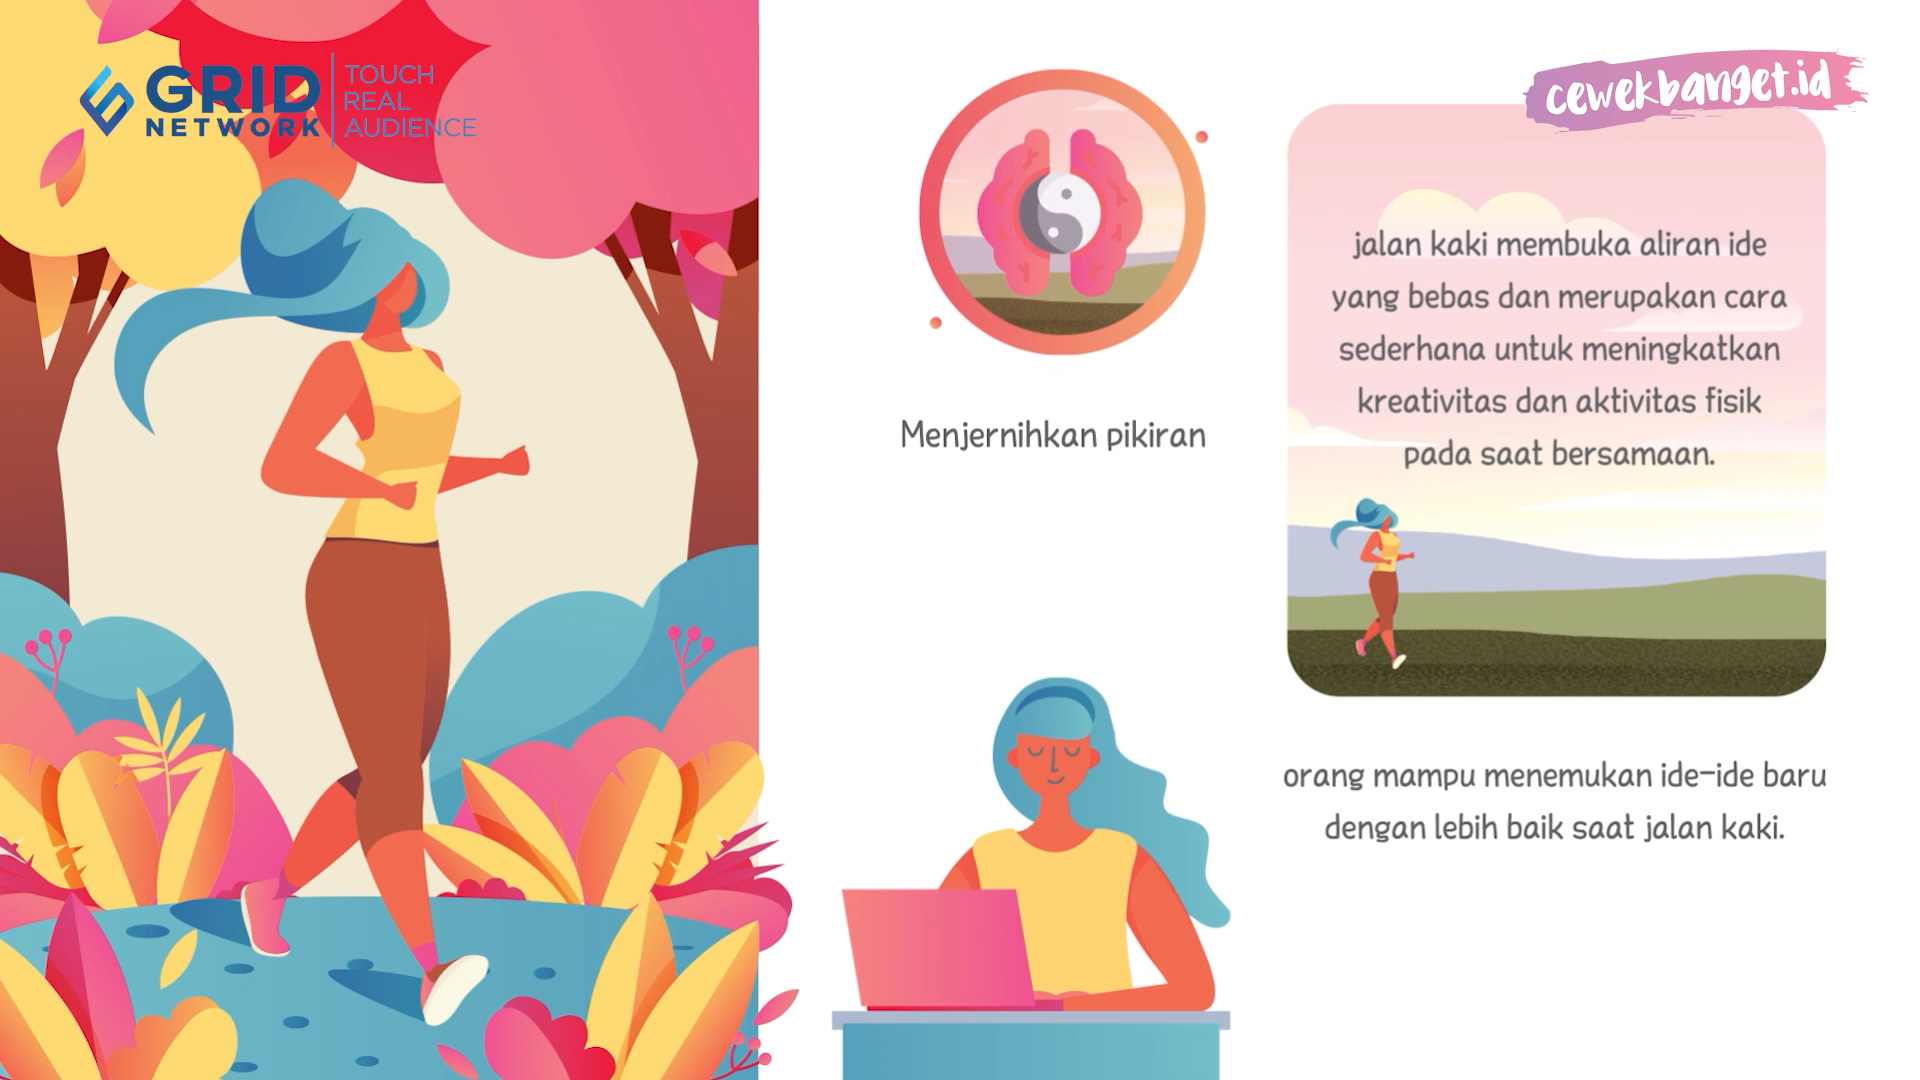 GRID
NETWORK
TOUCH
REAL
AUDIENCE
cewekbanget.id
Menjernihkan pikiran
jalan kaki membuka aliran ide
yang bebas dan merupakan cara
sederhana untuk meningkatkan
kreativitas dan aktivitas fisik
pada saat bersamaan.
orang mampu menemukan ide-ide baru
dengan lebih baik saat jalan kaki.